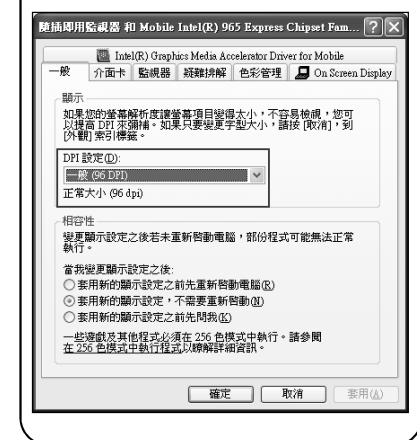 隨插即用監視器 和 Mobile Intel(R) 965 Express Chipset Fam...
Intel(R) Graphics Media Accelerator Driver for Mobile
一般 介面卡 監視器 疑難排解 色彩管理 On Screen Display
顯示
如果您的螢幕解析度讓螢幕項目變得太小，不容易檢視，您可
以提高 DPI 來彌補。如果只要變更字型大小，請按 [取消]，到
[外觀] 索引標籤。
DPI 設定(D):
一般 (96 DPI)
正常大小 (96 dpi)
相容性
變更顯示設定之後若未重新啟動電腦，部份程式可能無法正常
執行。
當我變更顯示設定之後:
套用新的顯示設定之前先重新啟動電腦(R)
套用新的顯示設定，不需要重新啟動(N)
套用新的顯示設定之前先問我(K)
一些遊戲及其他程式必須在 256 色模式中執行。請參閱
在 256 色模式中執行程式以瞭解詳細資訊。
確定 取消 套用(A)